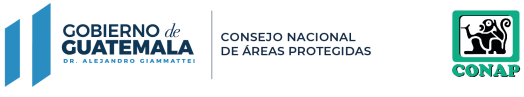 GOBIERNO de
GUATEMALA
DR. ALEJANDRO GIAMMATTEI
CONSEJO NACIONAL
DE ÁREAS PROTEGIDAS
CONAP